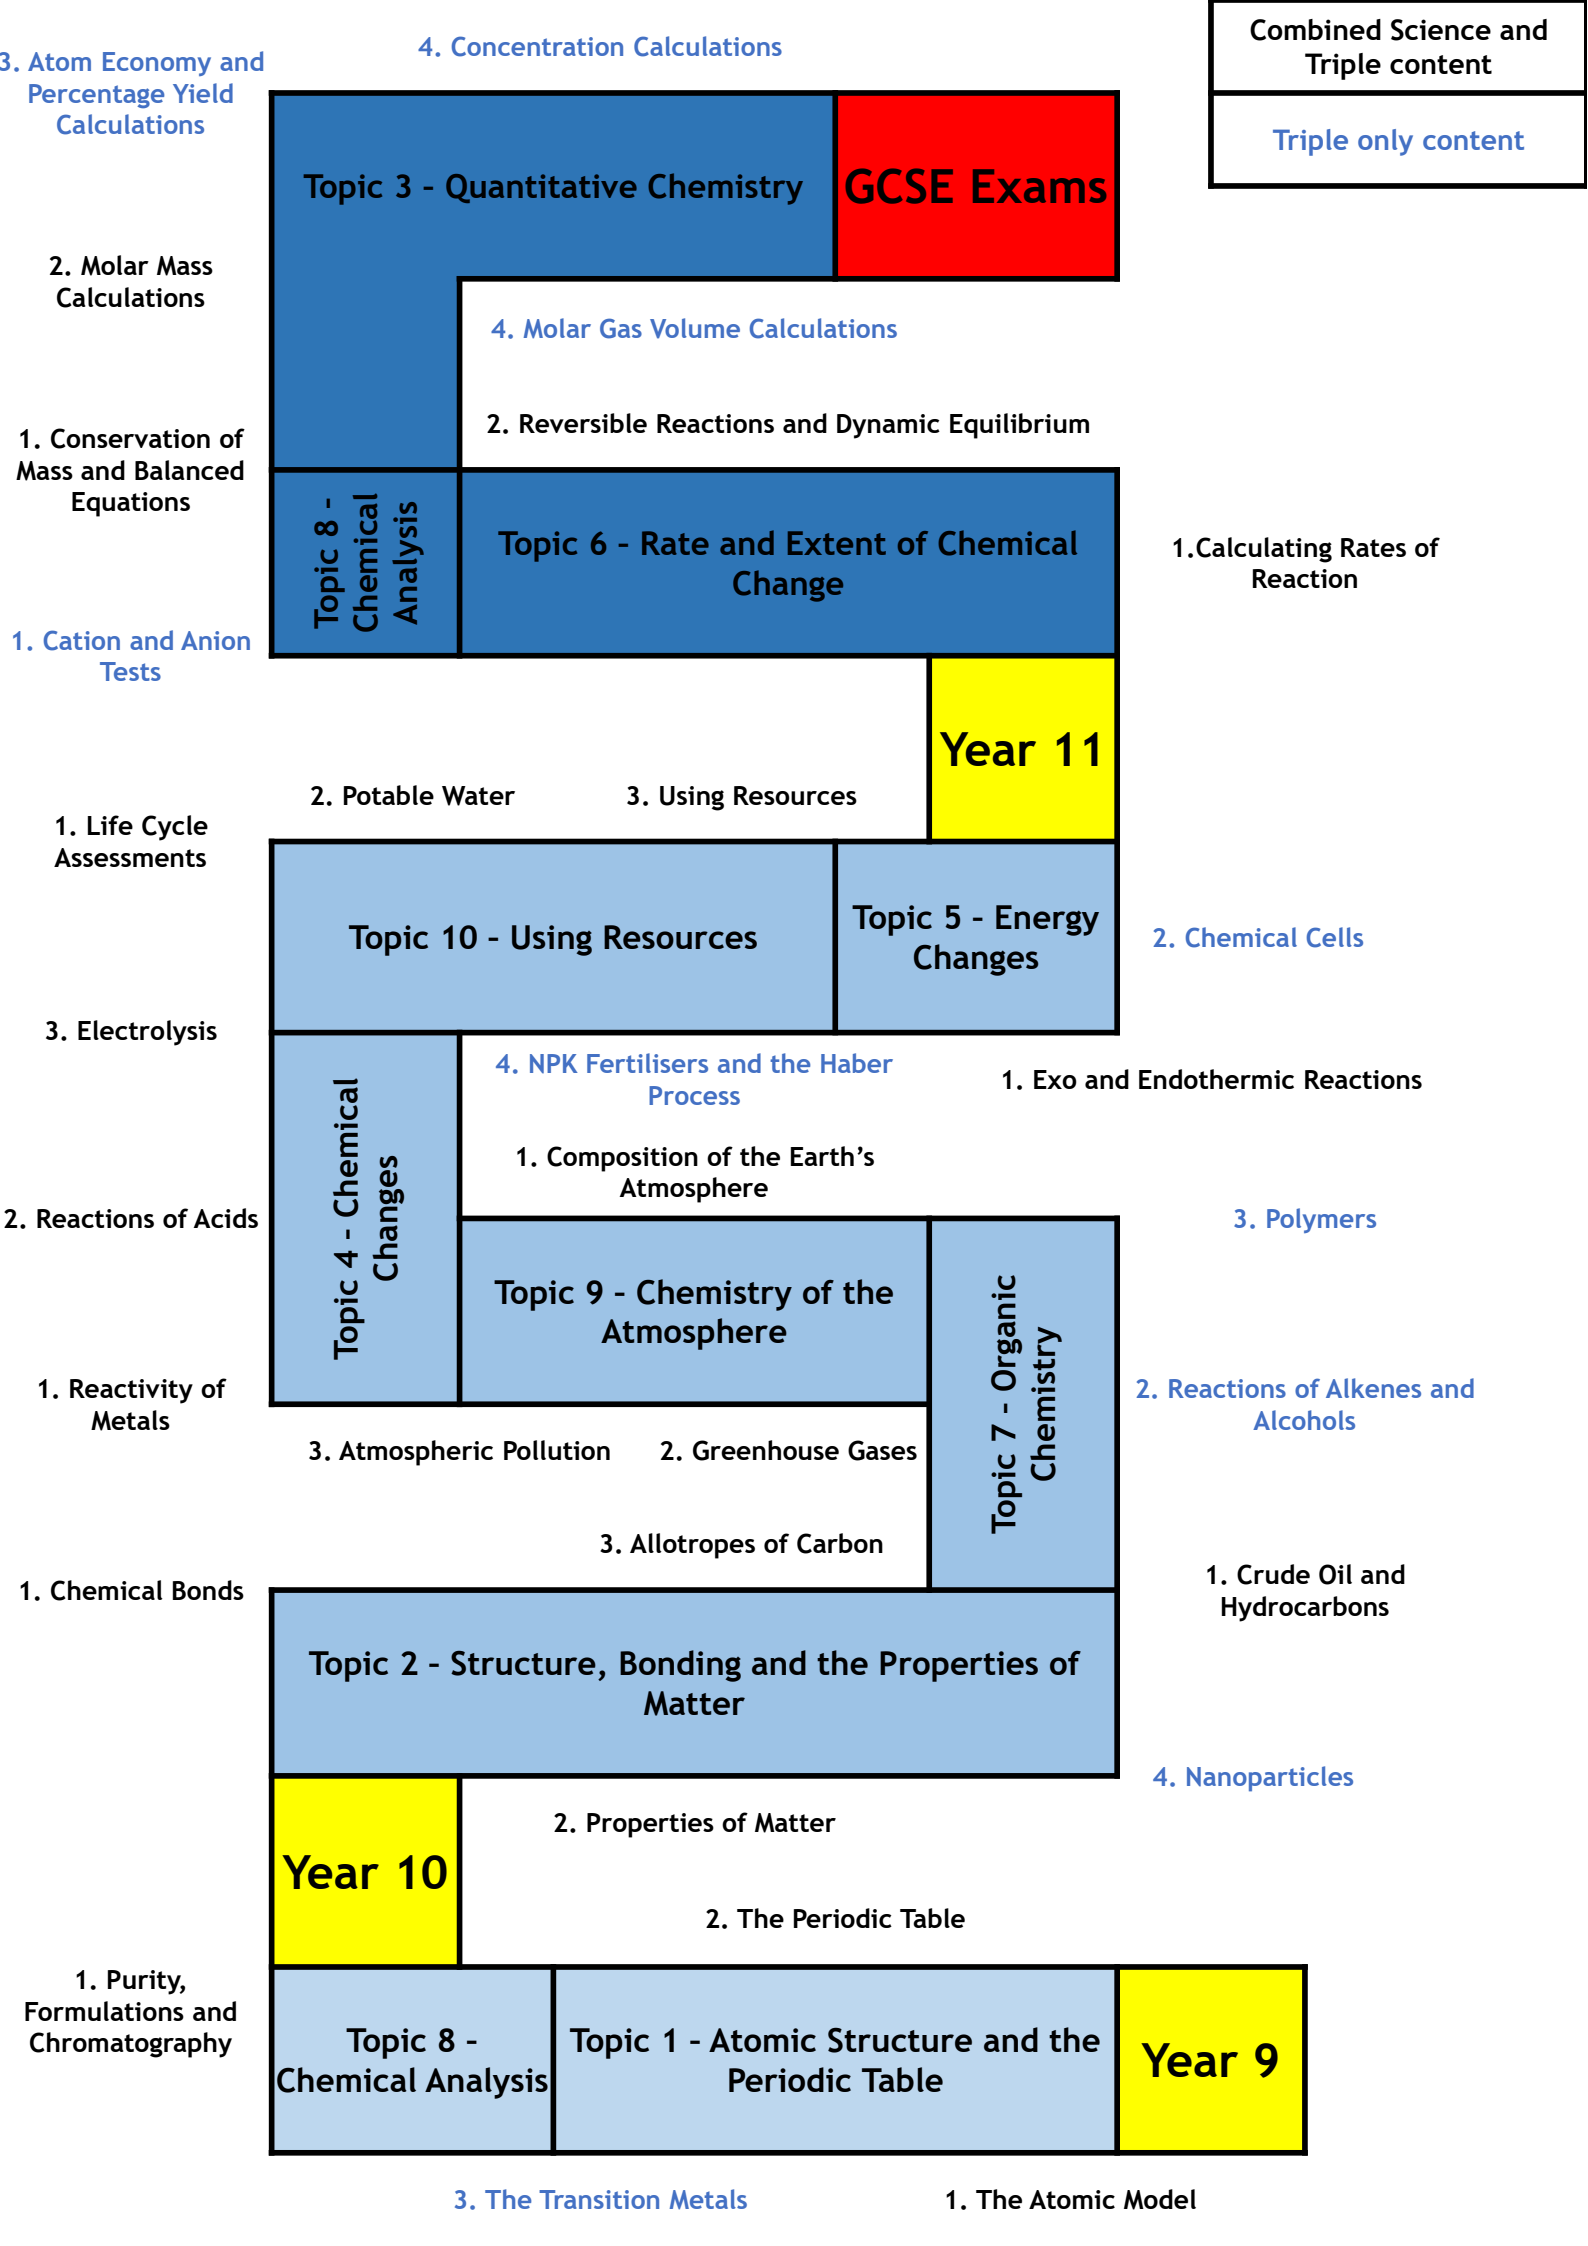 4. Concentration Calculations
3. Atom Economy and
Percentage Yield
Calculations
Combined Science and
Triple content
Triple only content
Topic 3 – Quantitative Chemistry
GCSE Exams
2. Molar Mass
Calculations
4. Molar Gas Volume Calculations
2. Reversible Reactions and Dynamic Equilibrium
1. Conservation of
Mass and Balanced
Equations
Topic 8 –
Chemical
Analysis
Topic 6 – Rate and Extent of Chemical
Change
1.Calculating Rates of
Reaction
1. Cation and Anion
Tests
Year 11
2. Potable Water
3. Using Resources
1. Life Cycle
Assessments
Topic 10 – Using Resources
Topic 5 – Energy
Changes
2. Chemical Cells
3. Electrolysis
4. NPK Fertilisers and the Haber
Process
1. Exo and Endothermic Reactions
Topic 4 – Chemical
Changes
1. Composition of the Earth’s
Atmosphere
2. Reactions of Acids
3. Polymers
Topic 9 – Chemistry of the
Atmosphere
Topic 7 – Organic
Chemistry
1. Reactivity of
Metals
2. Reactions of Alkenes and
Alcohols
3. Atmospheric Pollution
2. Greenhouse Gases
3. Allotropes of Carbon
1. Chemical Bonds
1. Crude Oil and
Hydrocarbons
Topic 2 – Structure, Bonding and the Properties of
Matter
4. Nanoparticles
Year 10
2. Properties of Matter
2. The Periodic Table
1. Purity,
Formulations and
Chromatography
Topic 8 –
Chemical Analysis
Topic 1 – Atomic Structure and the
Periodic Table
Year 9
3. The Transition Metals
1. The Atomic Model